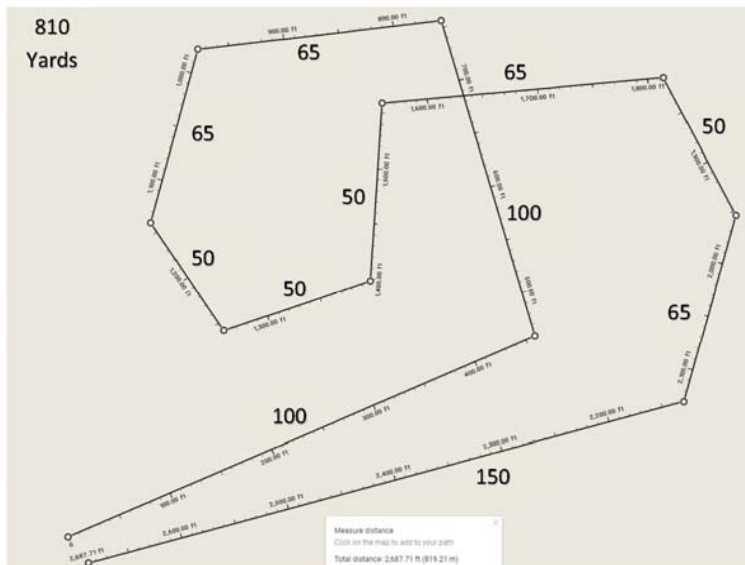 810
Yards
65
65
50
50
50
65
50
100
65
100
150
0
100.00 ft
200.00 ft
300.00 ft
400.00 ft
500.00 ft
600.00 ft
700.00 ft
800.00 ft
900.00 ft
1,000.00 ft
1,100.00 ft
1,200.00 ft
1,300.00 ft
1,400.00 ft
1,500.00 ft
1,600.00 ft
1,700.00 ft
1,800.00 ft
1,900.00 ft
2,000.00 ft
2,100.00 ft
2,200.00 ft
2,300.00 ft
2,400.00 ft
2,500.00 ft
2,600.00 ft
2,687.71 ft
Measure distance
Click on the map to add to your path
Total distance: 2,687.71 ft (819.21 m)